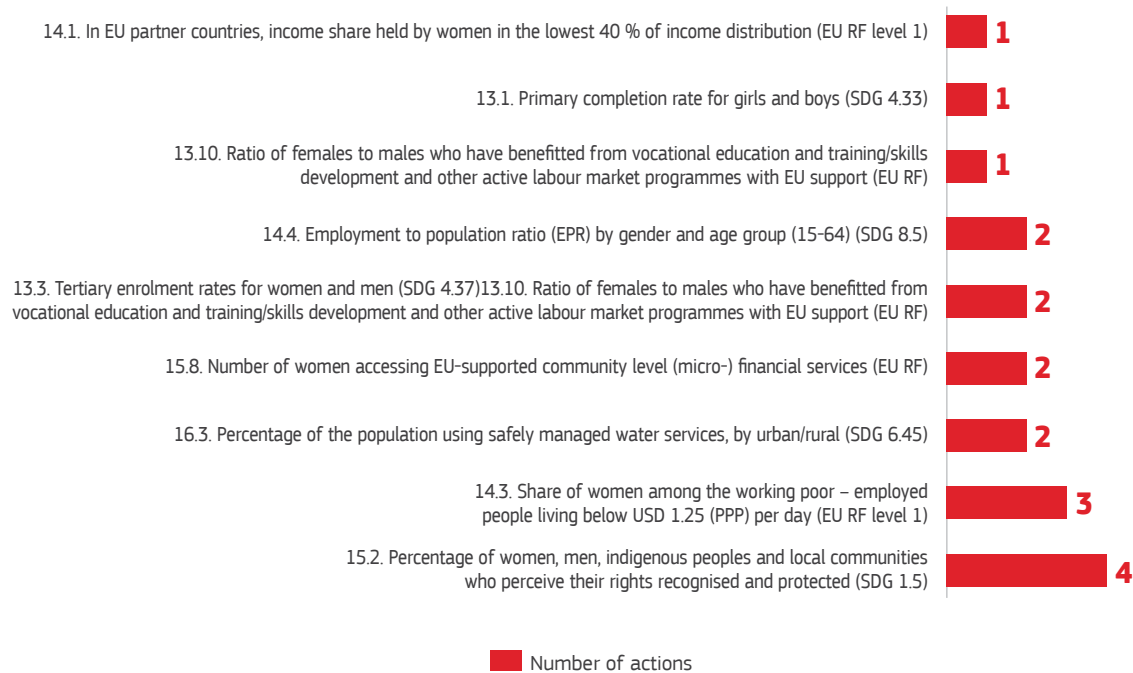 14.1. In EU partner countries, income share held by women in the lowest 40 % of income distribution (EU RF level 1)
1
13.1. Primary completion rate for girls and boys (SDG 4.33)
1
13.10. Ratio of females to males who have benefitted from vocational education and training/skills
development and other active labour market programmes with EU support (EU RF)
1
14.4. Employment to population ratio (EPR) by gender and age group (15-64) (SDG 8.5)
2
13.3. Tertiary enrolment rates for women and men (SDG 4.37)13.10. Ratio of females to males who have benefitted from
vocational education and training/skills development and other active labour market programmes with EU support (EU RF)
2
15.8. Number of women accessing EU-supported community level (micro-) financial services (EU RF)
2
16.3. Percentage of the population using safely managed water services, by urban/rural (SDG 6.45)
2
14.3. Share of women among the working poor – employed
people living below USD 1.25 (PPP) per day (EU RF level 1)
3
15.2. Percentage of women, men, indigenous peoples and local communities
who perceive their rights recognised and protected (SDG 1.5)
4
Number of actions